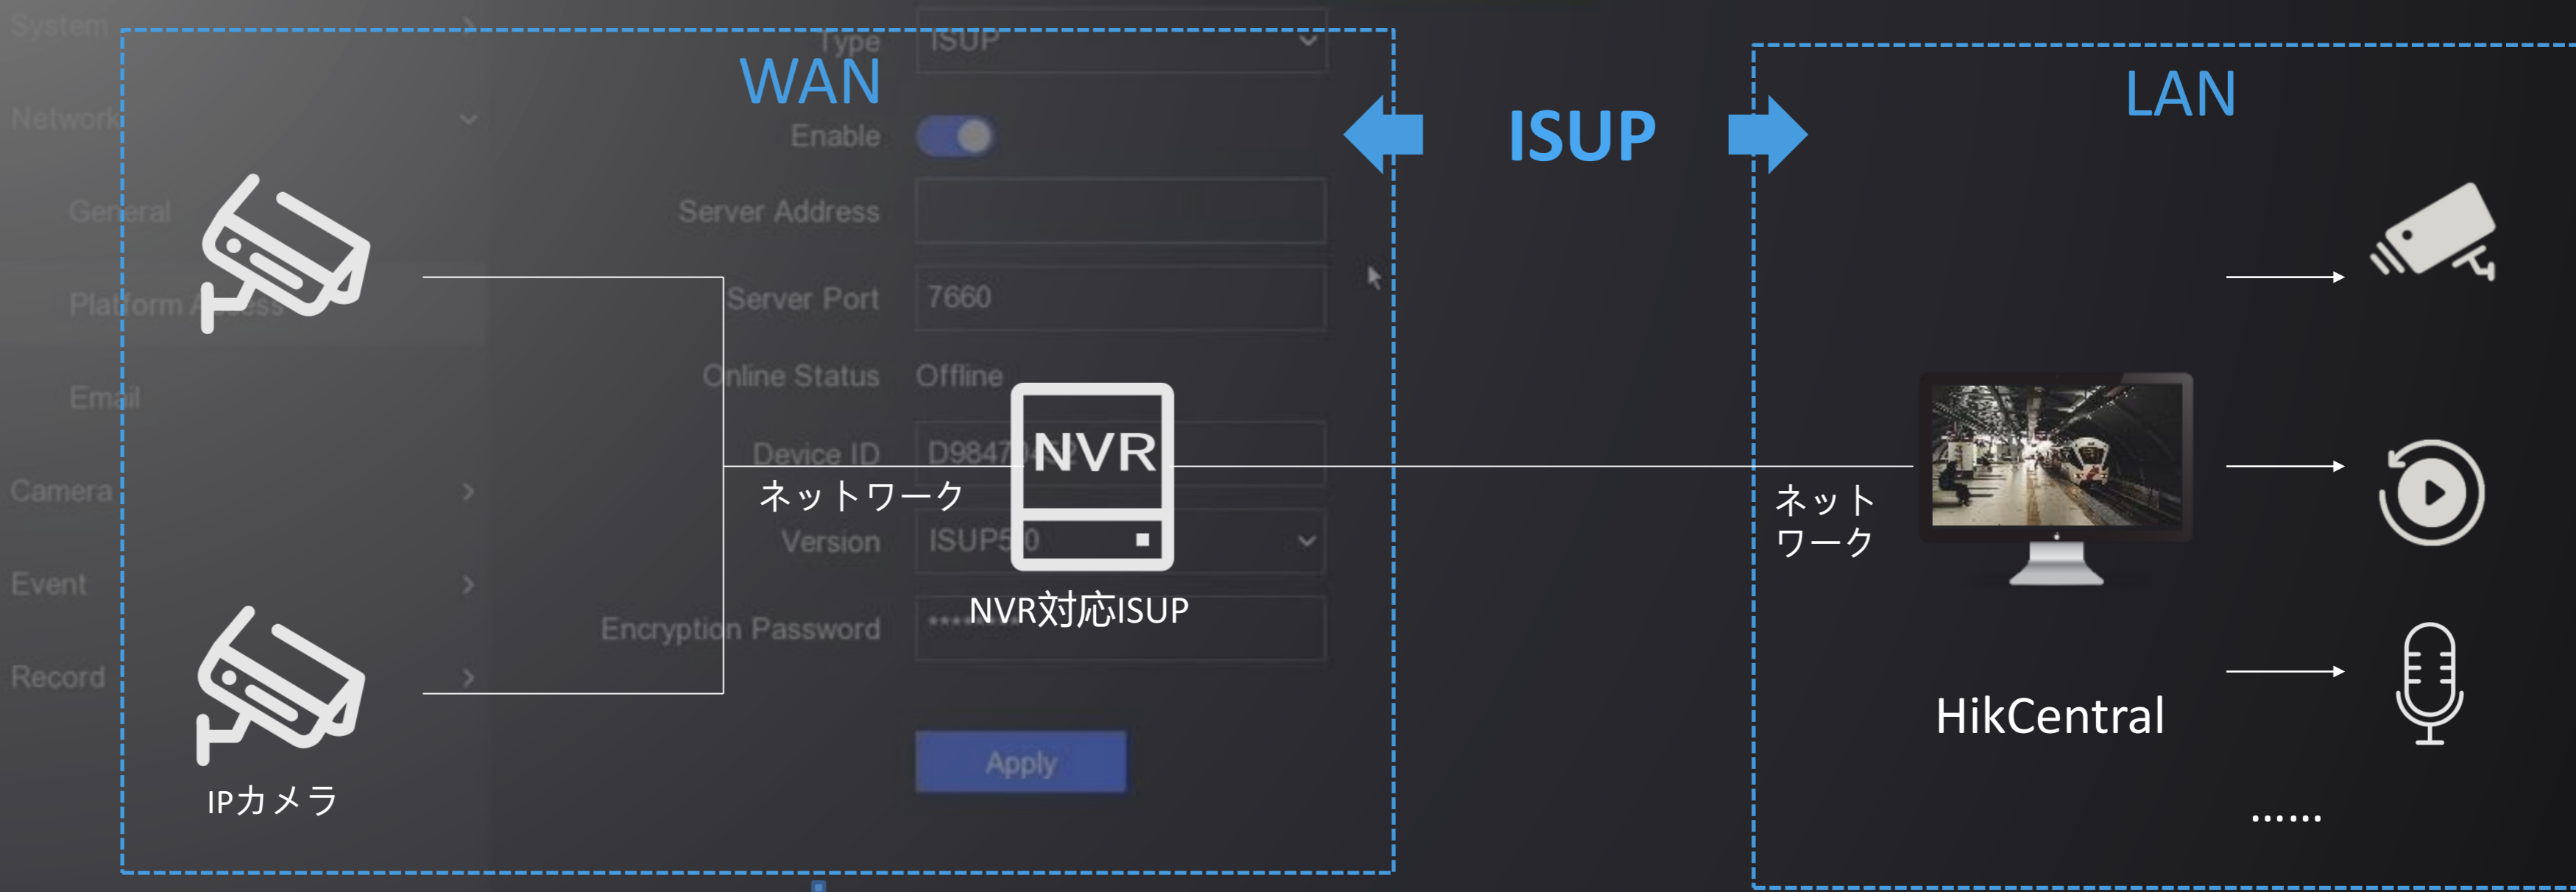 System
Network
General
Platform Access
Email
Camera
Event
Record
Type ISUP
WAN
Enable
Server Address
Server Port 7660
Online Status Offline
Device ID
Version
Encryption Password ********
Apply
ネットワーク
NVR
NVR対応ISUP
IPカメラ
ISUP
LAN
ネット
ワーク
HikCentral
......